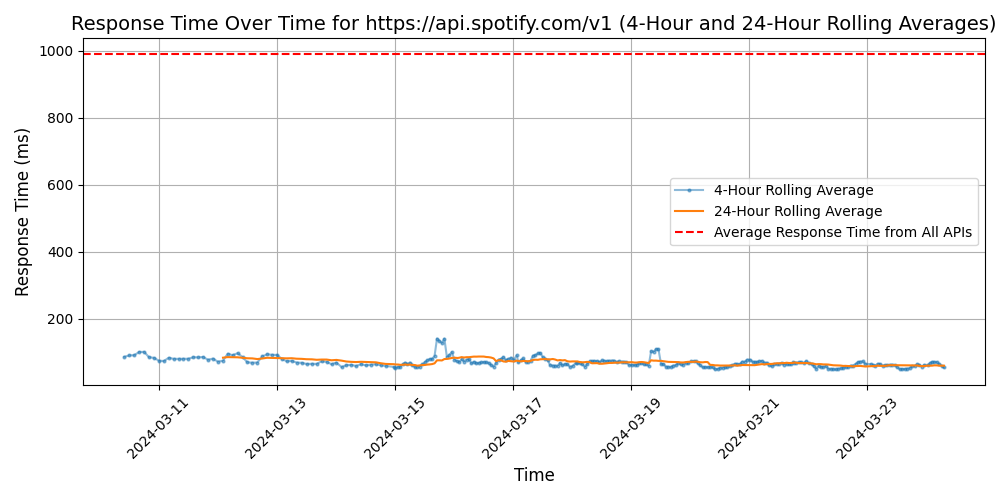 Response Time Over Time for https://api.spotify.com/v1 (4-Hour and 24-Hour Rolling Averages)
Response Time (ms)
1000
800
600
400
200
4-Hour Rolling Average
24-Hour Rolling Average
Average Response Time from All APIs
2024-03-11
2024-03-13
2024-03-15
2024-03-17
2024-03-19
2024-03-21
2024-03-23
Time